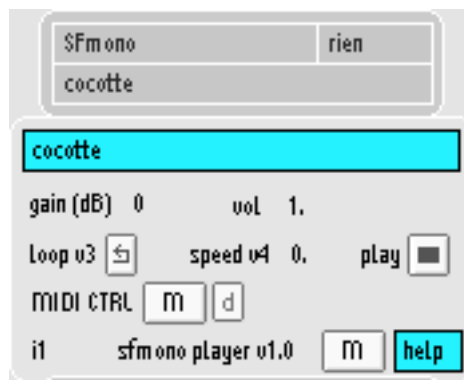 SFmono rien
cocotte
cocotte
gain (dB) 0 vol 1.
loop v3 speed v4 0. play
MIDI CTRL m d
i1 sfmono player v1.0 m help